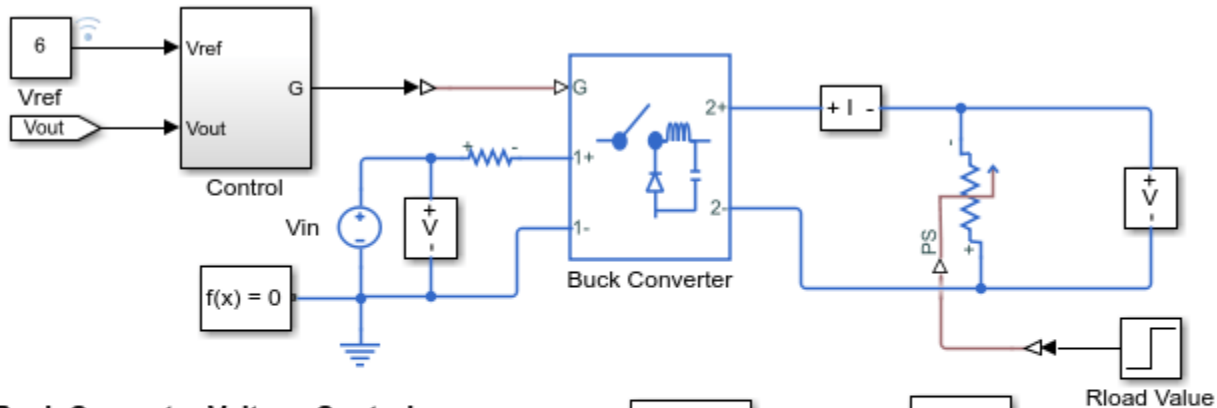 6
Vref
Vout
Vref
Vout
G
Control
Vin
+
V
-
f(x) = 0
+ -
G
1+
1-
2+
2-
Buck Converter
+ I -
-
+
PS
+
V
-
Rload Value